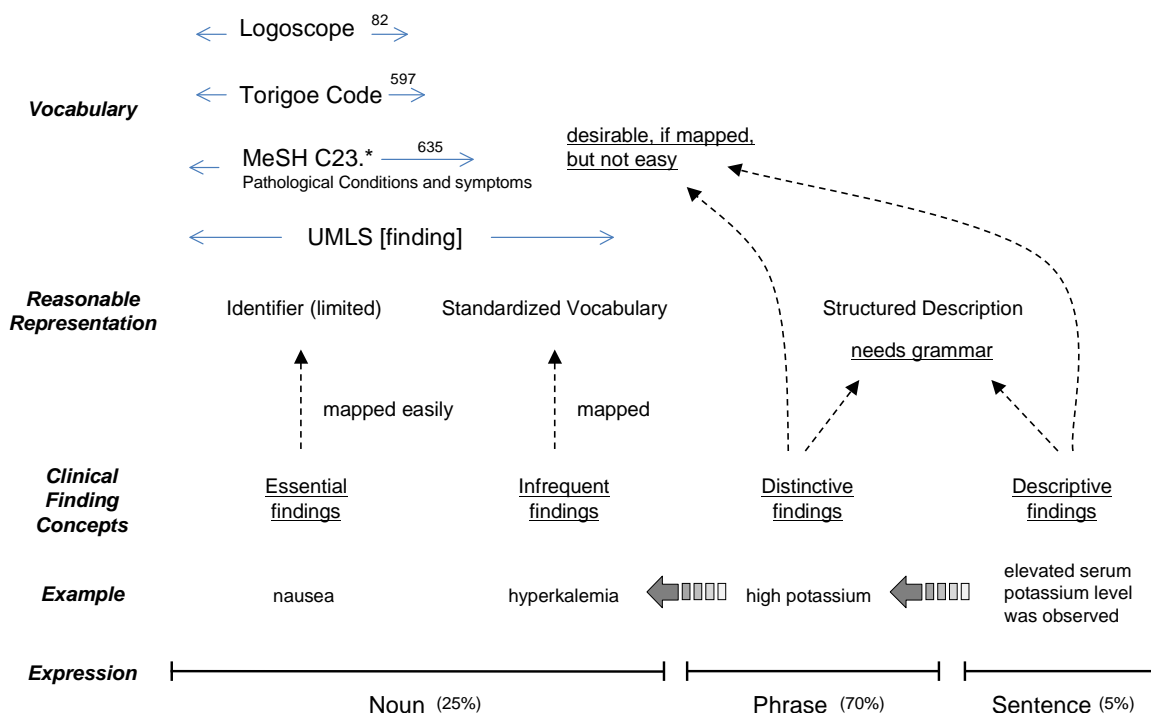 Logoscope 82
Vocabulary
Torigoe Code 597
MeSH C23.* 635
Pathological Conditions and symptoms
desirable, if mapped,
but not easy
UMLS [finding]
Reasonable
Representation
Identifier (limited)
Standardized Vocabulary
Structured Description
needs grammar
mapped easily
mapped
Clinical
Finding
Concepts
Essential
findings
Infrequent
findings
Distinctive
findings
Descriptive
findings
Example
nausea
hyperkalemia
high potassium
elevated serum
potassium level
was observed
Expression
Noun (25%)
Phrase (70%)
Sentence (5%)